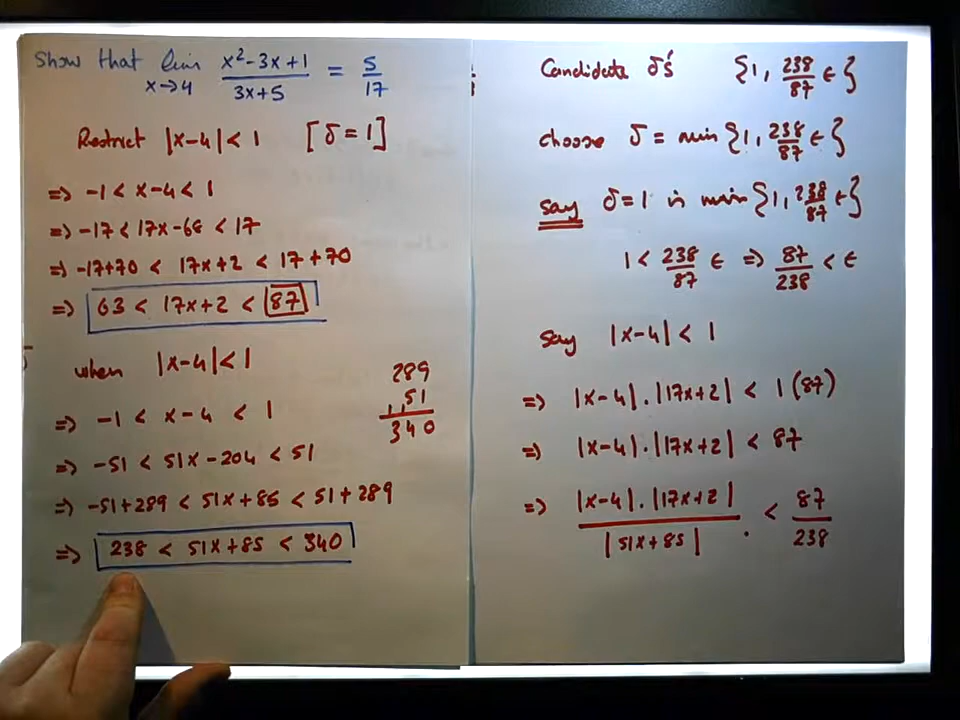 Show that lim x→4 x²-3x+1 / 3x+5 = 5/17
Restrict |x-4| < 1 [δ=1]
⇒ -1 < x-4 < 1
⇒ -17 < 17x-68 < 17
⇒ -17+70 < 17x+2 < 17+70
⇒ 63 < 17x+2 < 87
when |x-4| < 1
⇒ -1 < x-4 < 1
⇒ -51 < 51x-204 < 51
⇒ -51+289 < 51x+85 < 51+289
⇒ 238 < 51x+85 < 340
289
51
11
340
Candidate δ's {1, 238/87 ε}
choose δ = min {1, 238/87 ε}
say δ=1 is min {1, 238/87 ε}
1 < 238/87 ε ⇒ 87/238 < ε
say |x-4| < 1
⇒ |x-4|.|17x+2| < 1(87)
⇒ |x-4|.|17x+2| < 87
⇒ |x-4|.|17x+2| / |51x+85| . < 87/238